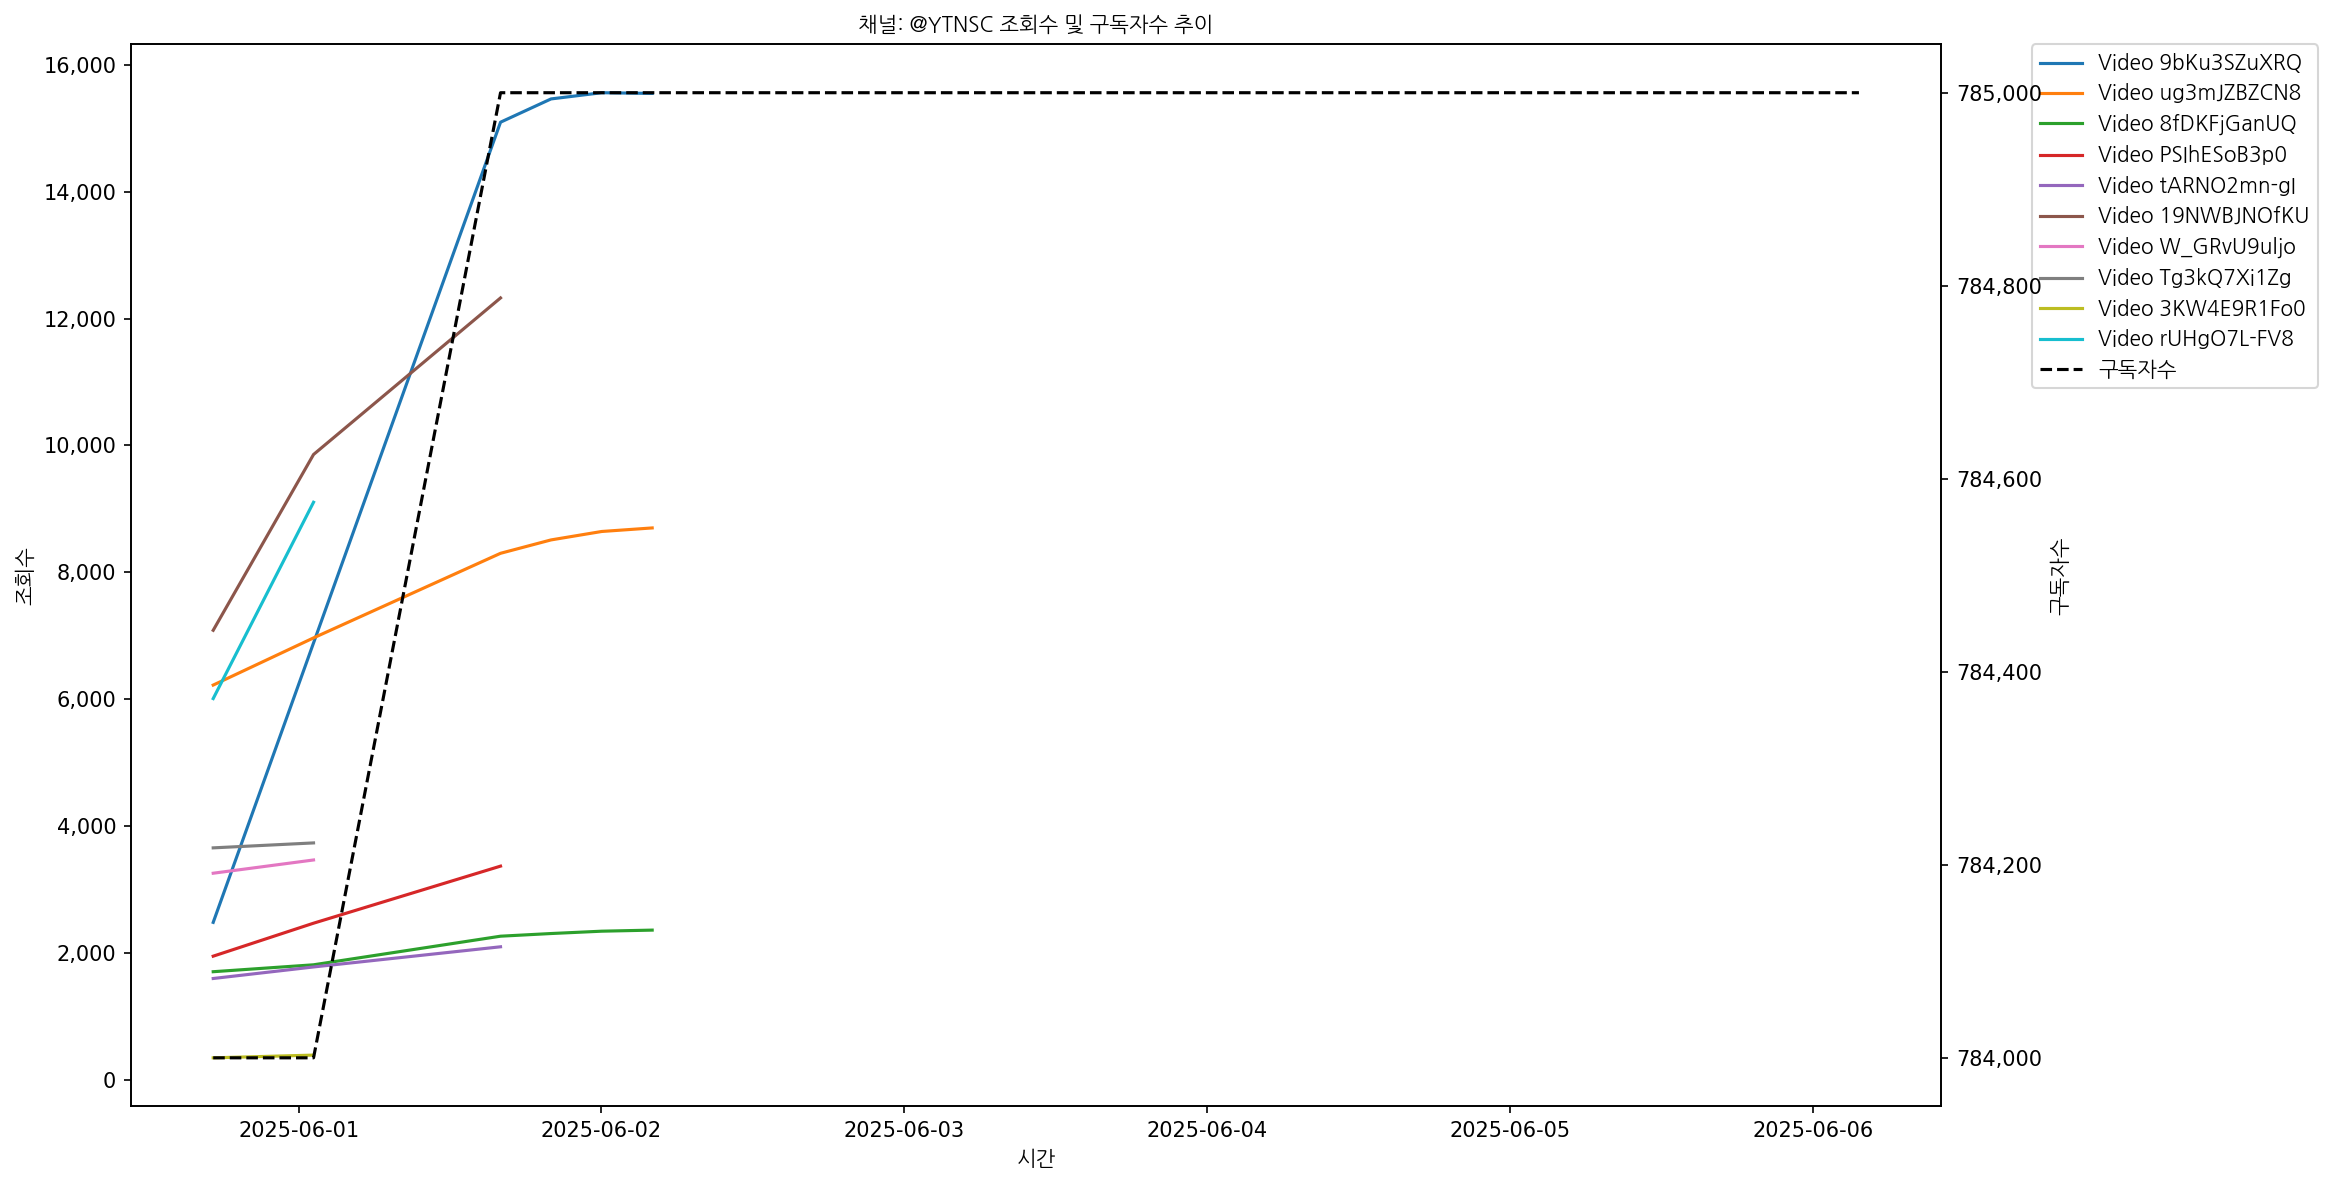 채널: @YTNSC 조회수 및 구독자수 추이
16,000
14,000
12,000
10,000
8,000
6,000
4,000
2,000
0
조회수
2025-06-01
2025-06-02
2025-06-03
2025-06-04
2025-06-05
2025-06-06
시간
785,000
784,800
784,600
784,400
784,200
784,000
구독자수
Video 9bKu3SZuXRQ
Video ug3mJZBZCN8
Video 8fDKFjGanUQ
Video PSlhESoB3p0
Video tARNO2mn-gI
Video 19NWBJNOfKU
Video W_GRvU9uljo
Video Tg3kQ7Xi1Zg
Video 3KW4E9R1Fo0
Video rUHgO7L-FV8
구독자수